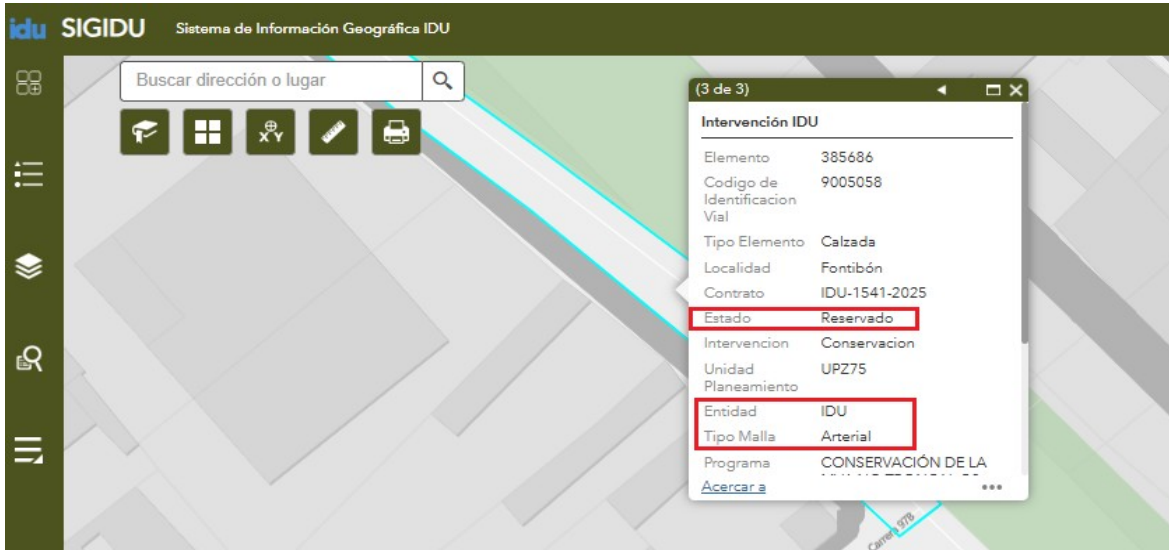 idu SIGIDU Sistema de Información Geográfica IDU
Buscar dirección o lugar
X Y
(3 de 3)
Intervención IDU
Elemento 385686
Codigo de Identificacion Vial 9005058
Tipo Elemento Calzada
Localidad Fontibón
Contrato IDU-1541-2025
Estado Reservado
Intervencion Conservacion
Unidad Planeamiento UPZ75
Entidad IDU
Tipo Malla Arterial
Programa CONSERVACIÓN DE LA
Acercar a
Carrera 97B